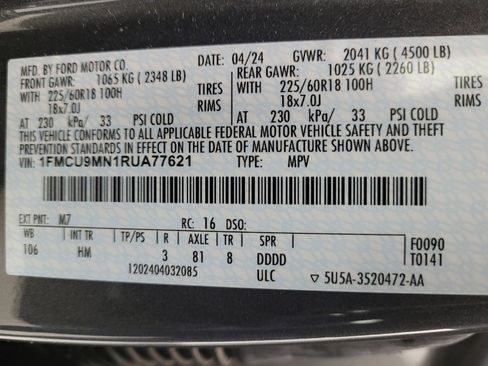 MFD. BY FORD MOTOR CO. DATE: 04/24 GVWR: 2041 KG ( 4500 LB)
FRONT GAWR: 1065 KG ( 2348 LB) REAR GAWR: 1025 KG ( 2260 LB)
WITH 225/60R18 100H TIRES WITH 225/60R18 100H TIRES
18x7.0J RIMS 18x7.0J RIMS
AT 230 kPa/ 33 PSI COLD AT 230 kPa/ 33 PSI COLD
THIS VEHICLE CONFORMS TO ALL APPLICABLE FEDERAL MOTOR VEHICLE SAFETY AND THEFT
PREVENTION STANDARDS IN EFFECT ON THE DATE OF MANUFACTURE SHOWN ABOVE.
VIN: 1FMCU9MN1RUA77621 TYPE: MPV
EXT PNT: M7 RC: 16 DSO:
WB INT TR TP/PS R AXLE TR SPR F0090
106 HM 3 81 8 DDDD T0141
1202404032085 ULC ▽ 5U5A-3520472-AA